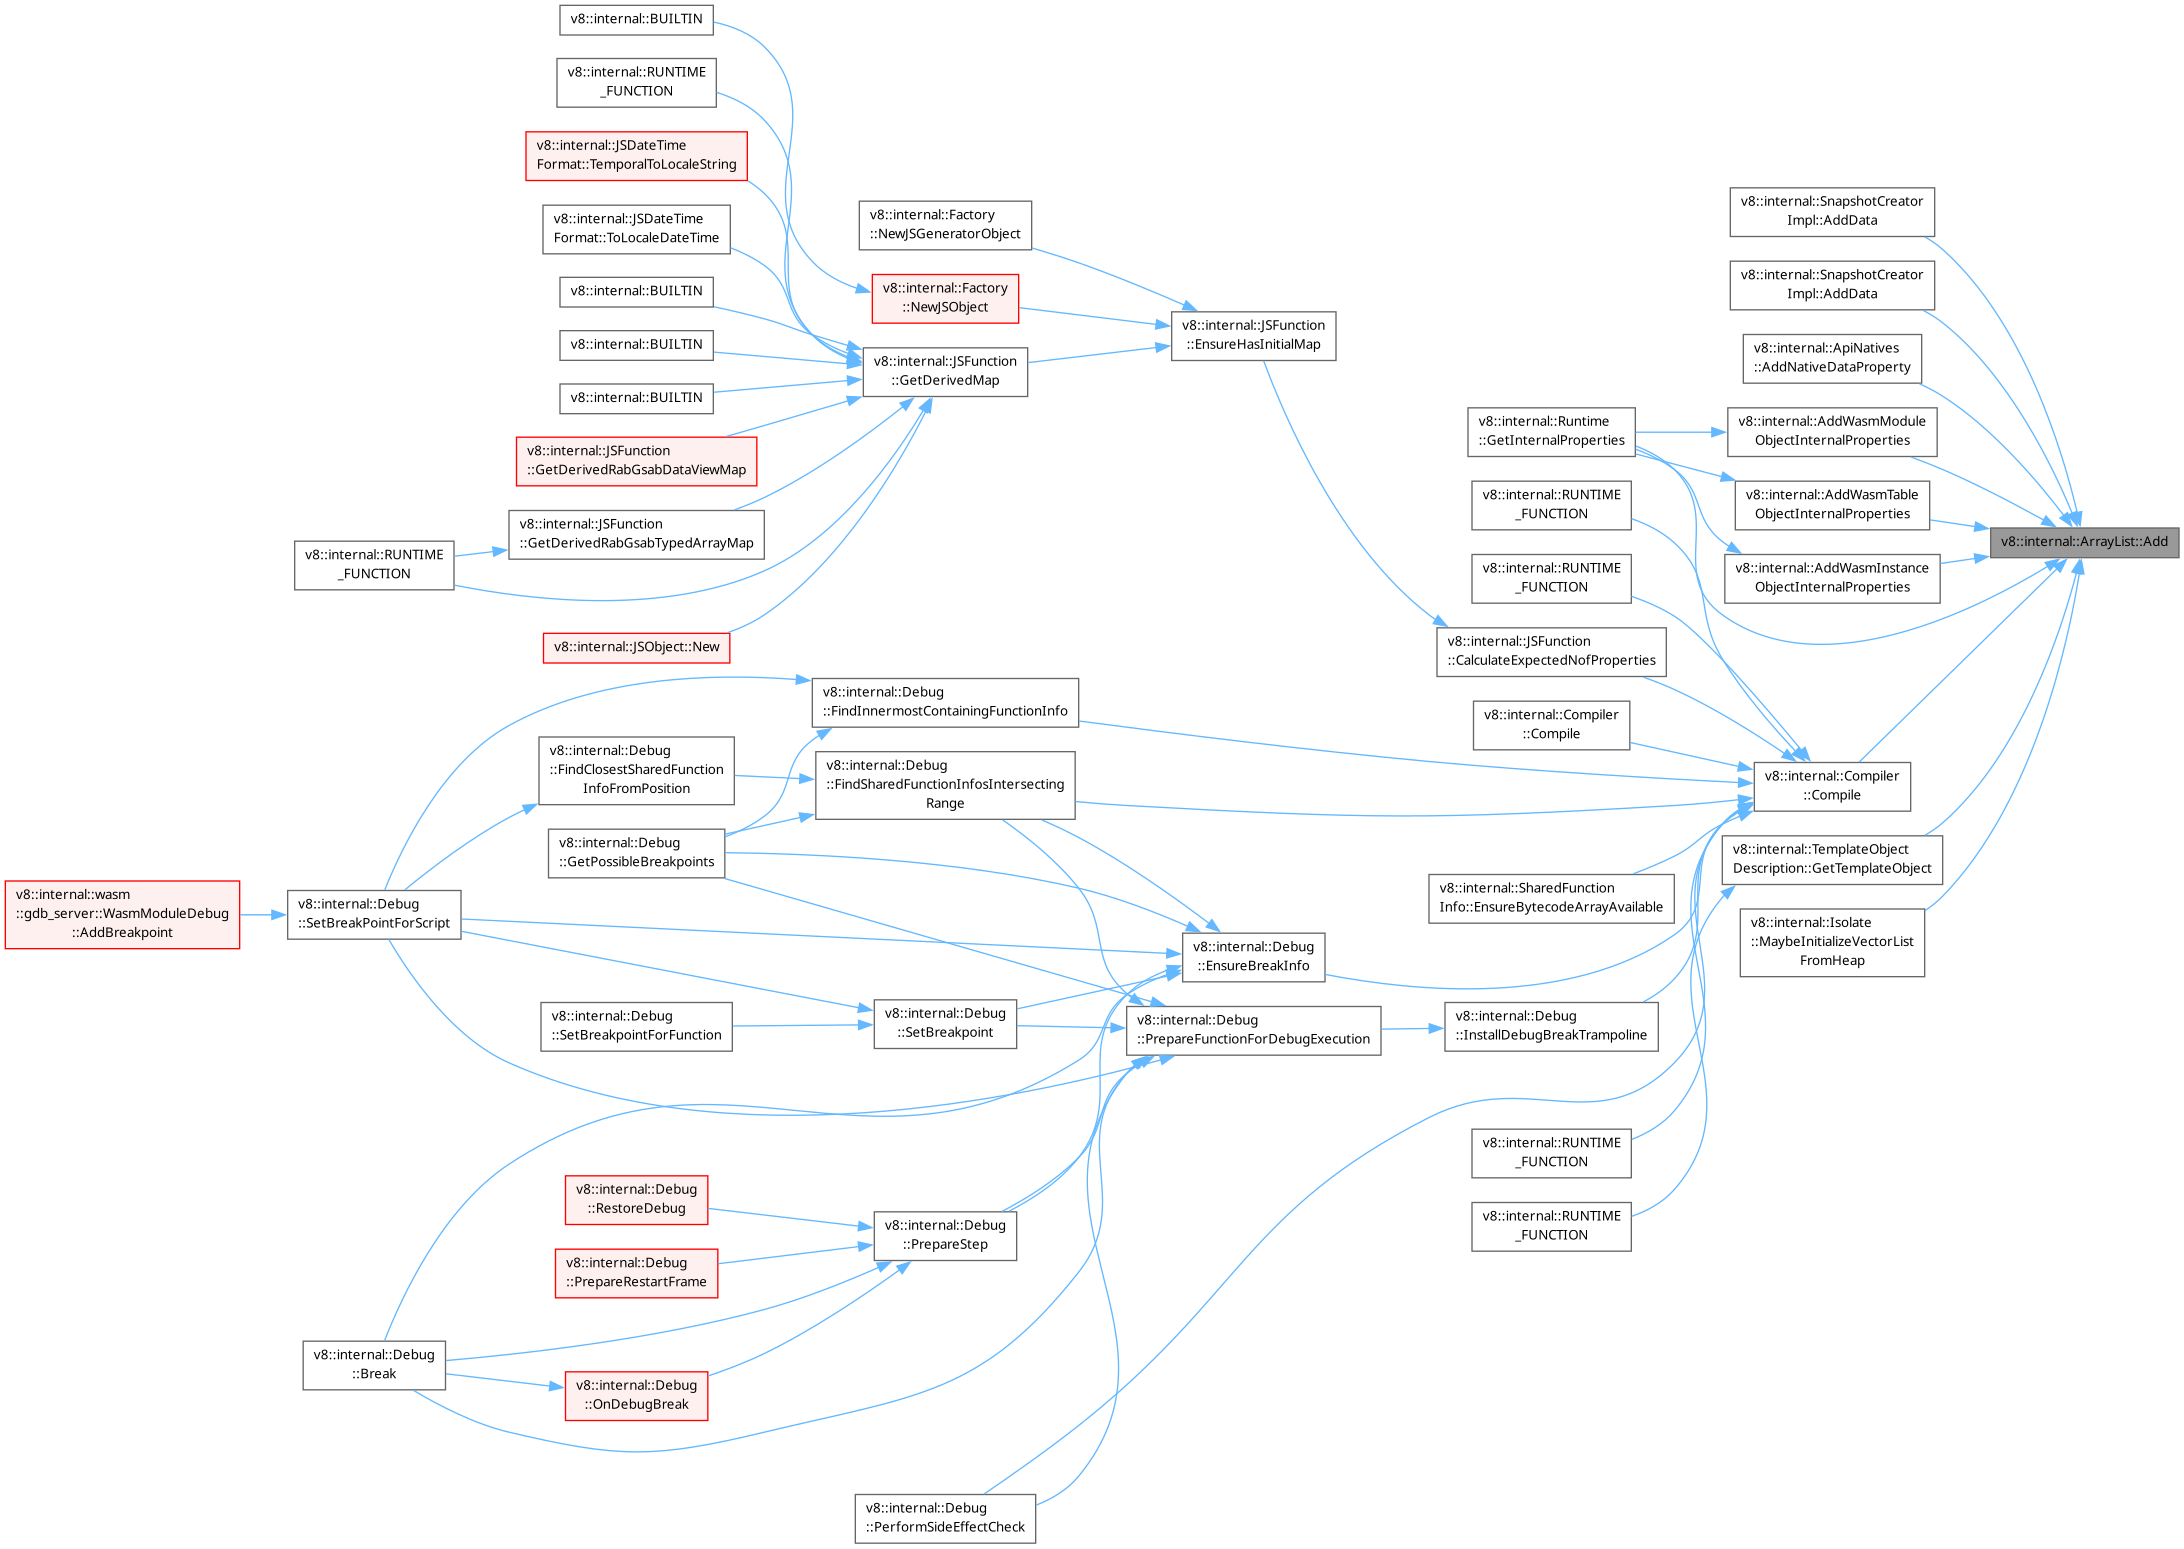 v8::internal::BUILTIN
v8::internal::RUNTIME
_FUNCTION
v8::internal::JSDateTime
Format::TemporalToLocaleString
v8::internal::JSDateTime
Format::ToLocaleDateTime
v8::internal::BUILTIN
v8::internal::BUILTIN
v8::internal::BUILTIN
v8::internal::JSFunction
::GetDerivedRabGsabDataViewMap
v8::internal::JSFunction
::GetDerivedRabGsabTypedArrayMap
v8::internal::RUNTIME
_FUNCTION
v8::internal::JSObject::New
v8::internal::Factory
::NewJSGeneratorObject
v8::internal::Factory
::NewJSObject
v8::internal::JSFunction
::GetDerivedMap
v8::internal::JSFunction
::EnsureHasInitialMap
v8::internal::SnapshotCreator
Impl::AddData
v8::internal::SnapshotCreator
Impl::AddData
v8::internal::ApiNatives
::AddNativeDataProperty
v8::internal::Runtime
::GetInternalProperties
v8::internal::AddWasmModule
ObjectInternalProperties
v8::internal::RUNTIME
_FUNCTION
v8::internal::AddWasmTable
ObjectInternalProperties
v8::internal::ArrayList::Add
v8::internal::RUNTIME
_FUNCTION
v8::internal::AddWasmInstance
ObjectInternalProperties
v8::internal::JSFunction
::CalculateExpectedNofProperties
v8::internal::Compiler
::Compile
v8::internal::Compiler
::Compile
v8::internal::Debug
::FindInnermostContainingFunctionInfo
v8::internal::Debug
::FindClosestSharedFunction
InfoFromPosition
v8::internal::Debug
::FindSharedFunctionInfosIntersecting
Range
v8::internal::Debug
::GetPossibleBreakpoints
v8::internal::wasm
::gdb_server::WasmModuleDebug
::AddBreakpoint
v8::internal::Debug
::SetBreakPointForScript
v8::internal::SharedFunction
Info::EnsureBytecodeArrayAvailable
v8::internal::TemplateObject
Description::GetTemplateObject
v8::internal::Isolate
::MaybeInitializeVectorList
FromHeap
v8::internal::Debug
::EnsureBreakInfo
v8::internal::Debug
::SetBreakpointForFunction
v8::internal::Debug
::SetBreakpoint
v8::internal::Debug
::PrepareFunctionForDebugExecution
v8::internal::Debug
::InstallDebugBreakTrampoline
v8::internal::RUNTIME
_FUNCTION
v8::internal::RUNTIME
_FUNCTION
v8::internal::Debug
::RestoreDebug
v8::internal::Debug
::PrepareStep
v8::internal::Debug
::PrepareRestartFrame
v8::internal::Debug
::Break
v8::internal::Debug
::OnDebugBreak
v8::internal::Debug
::PerformSideEffectCheck